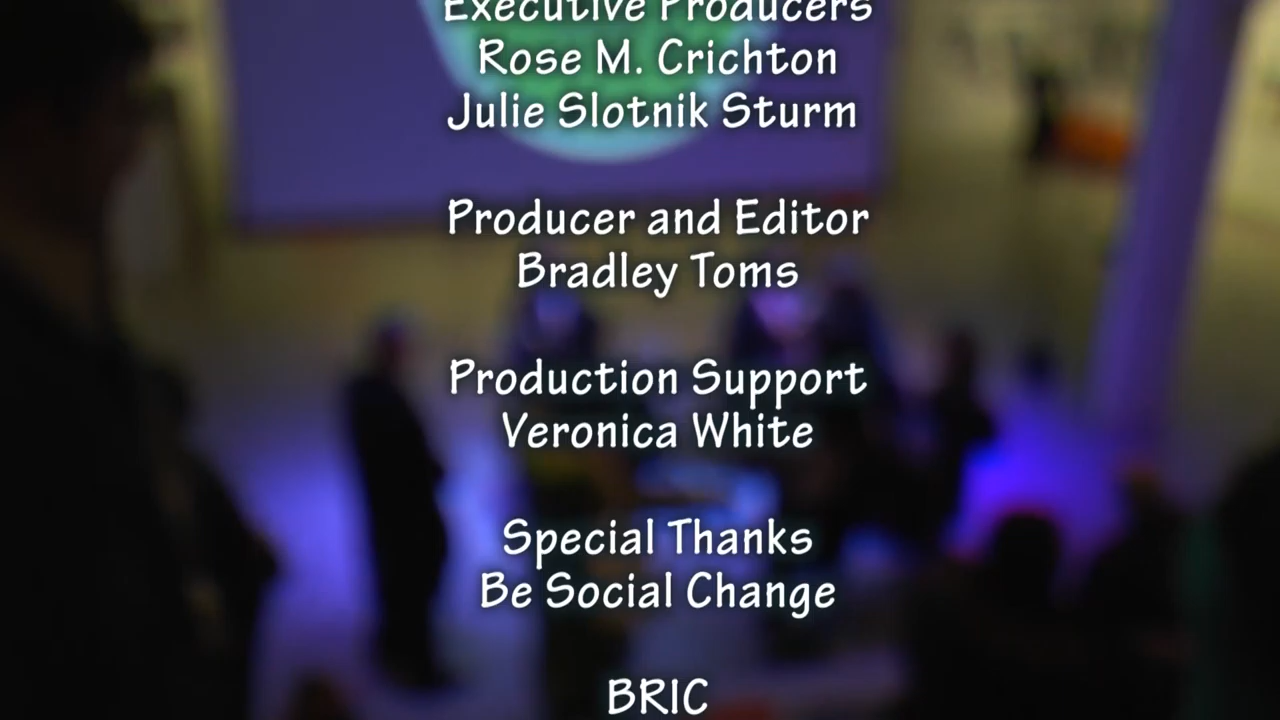 Executive Producers
Rose M. Crichton
Julie Slotnik Sturm
Producer and Editor
Bradley Toms
Production Support
Veronica White
Special Thanks
Be Social Change
BRIC